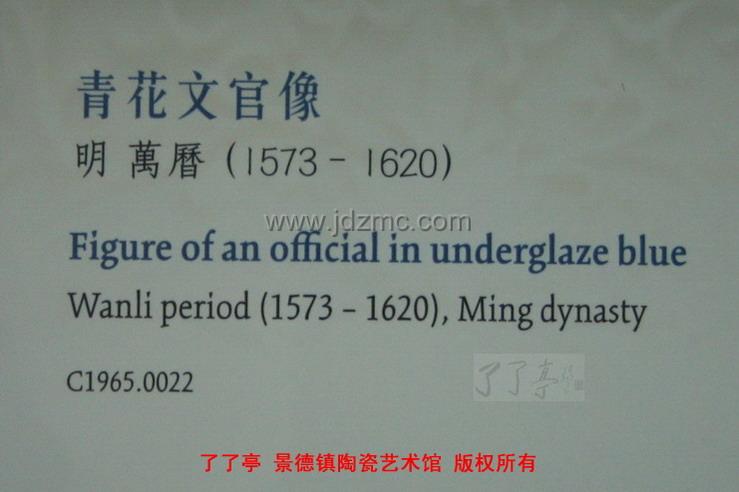 青花文官像
明 萬曆 (1573 - 1620)
www.jdzmc.com
Figure of an official in underglaze blue
Wanli period (1573 – 1620), Ming dynasty
C1965.0022
了了亭
了了亭 景德镇陶瓷艺术馆 版权所有